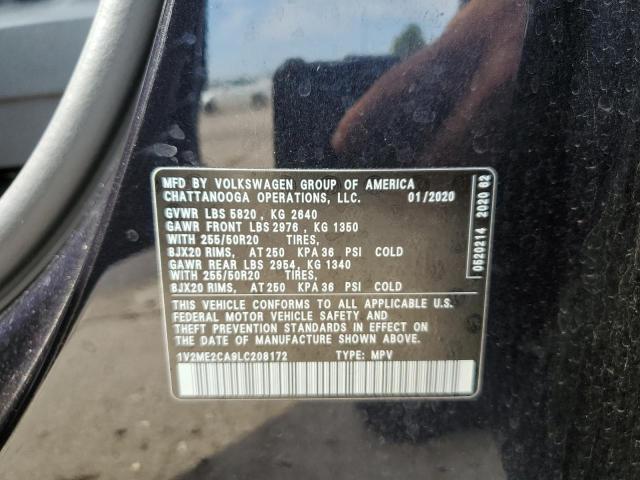 MFD BY VOLKSWAGEN GROUP OF AMERICA
CHATTANOOGA OPERATIONS, LLC. 01/2020
GVWR LBS 5820 , KG 2640
GAWR FRONT LBS 2976 , KG 1350
WITH 255/50R20 TIRES,
8JX20 RIMS, AT 250 KPA 36 PSI COLD
GAWR REAR LBS 2954, KG 1340
WITH 255/50R20 TIRES,
8JX20 RIMS, AT 250 KPA 36 PSI COLD
THIS VEHICLE CONFORMS TO ALL APPLICABLE U.S.
FEDERAL MOTOR VEHICLE SAFETY AND
THEFT PREVENTION STANDARDS IN EFFECT ON
THE DATE OF MANUFACTURE SHOWN ABOVE.
1V2ME2CA9LC208172 TYPE: MPV
0520214 2020 02